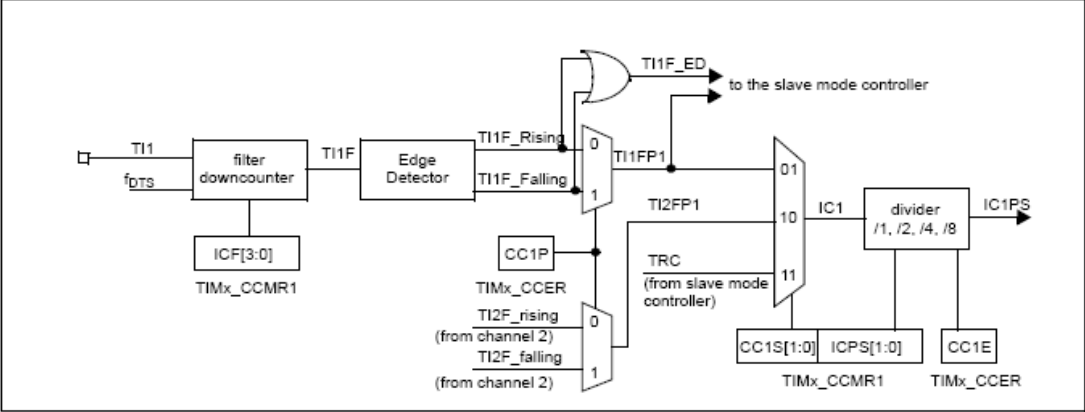 TI1F_ED
to the slave mode controller
TI1
f_DTS
filter
downcounter
TI1F
Edge
Detector
TI1F_Rising
TI1F_Falling
0
1
TI1FP1
01
ICF[3:0]
TIMx_CCMR1
CC1P
TIMx_CCER
TI2FP1
10
IC1
divider
/1, /2, /4, /8
IC1PS
TRC
(from slave mode
controller)
11
TI2F_rising
(from channel 2)
0
TI2F_falling
(from channel 2)
1
CC1S[1:0]
ICPS[1:0]
CC1E
TIMx_CCMR1
TIMx_CCER